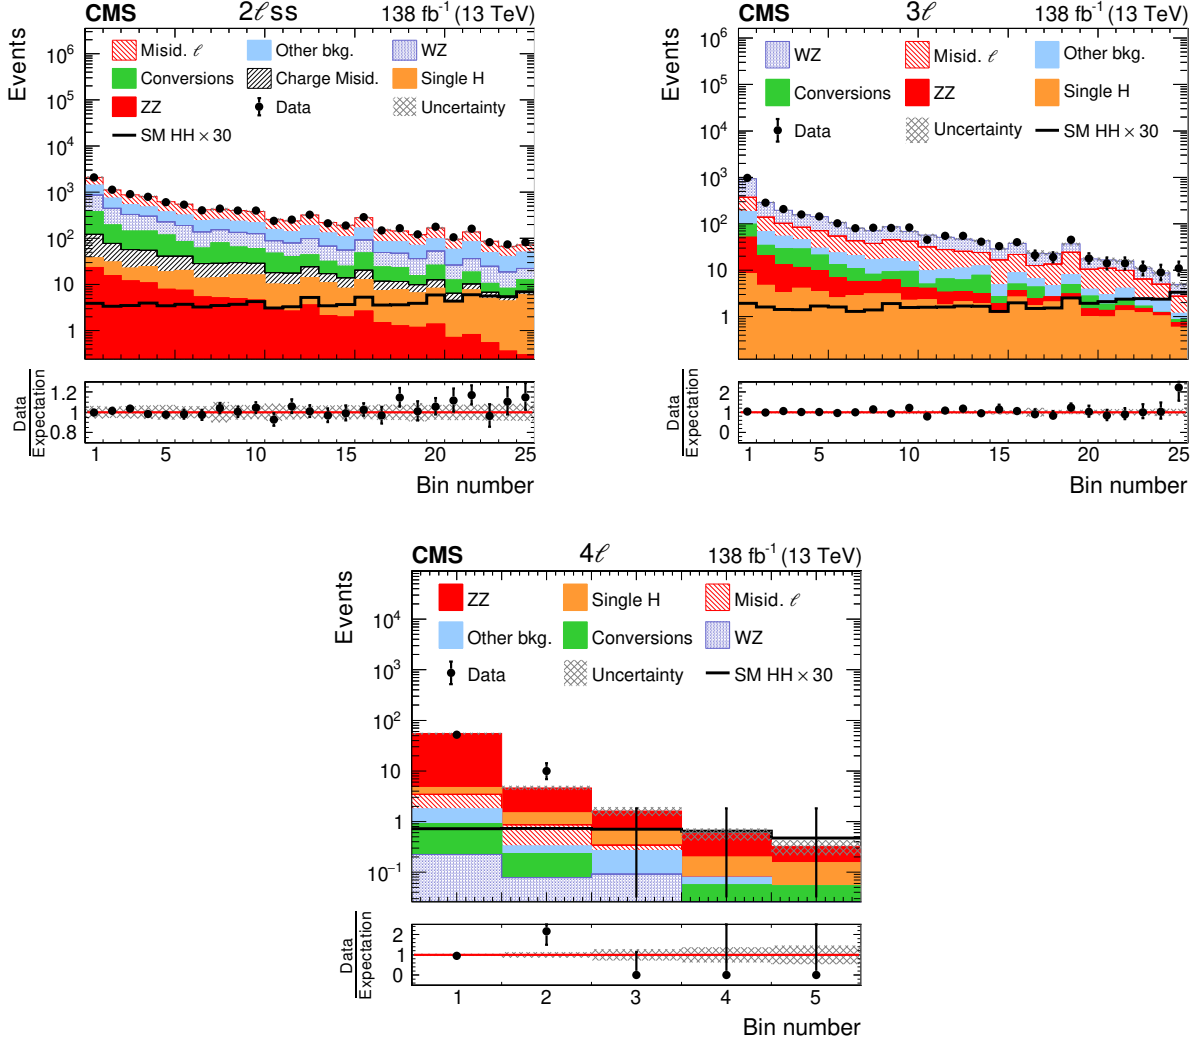 CMS 2ℓss 138 fb⁻¹ (13 TeV)
Events
Misid. ℓ Other bkg. WZ
Conversions Charge Misid. Single H
ZZ Data Uncertainty
SM HH × 30
10⁶
10⁵
10⁴
10³
10²
10
1
Data
Expectation
1.2
1
0.8
1 5 10 15 20 25
Bin number
CMS 3ℓ 138 fb⁻¹ (13 TeV)
Events
WZ Misid. ℓ Other bkg.
Conversions ZZ Single H
Data Uncertainty SM HH × 30
10⁶
10⁵
10⁴
10³
10²
10
1
Data
Expectation
2
1
0
1 5 10 15 20 25
Bin number
CMS 4ℓ 138 fb⁻¹ (13 TeV)
Events
ZZ Single H Misid. ℓ
Other bkg. Conversions WZ
Data Uncertainty SM HH × 30
10⁴
10³
10²
10
1
10⁻¹
Data
Expectation
2
1
0
1 2 3 4 5
Bin number